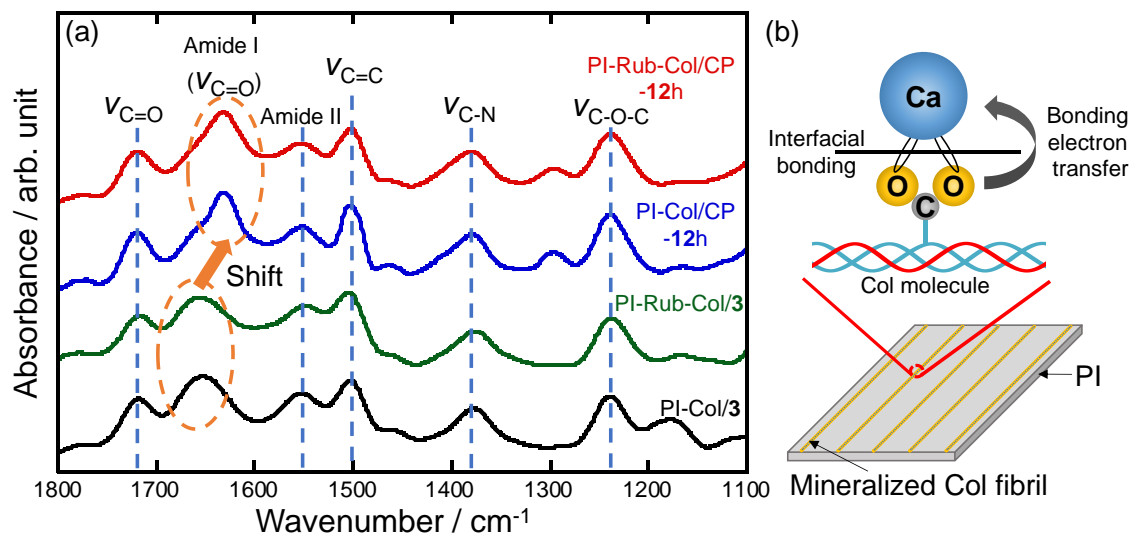 (a)
Absorbance / arb. unit
Amide I
(νC=O)
νC=O
Amide II
νC=C
νC-N
νC-O-C
PI-Rub-Col/CP
-12h
PI-Col/CP
-12h
Shift
PI-Rub-Col/3
PI-Col/3
1800 1700 1600 1500 1400 1300 1200 1100
Wavenumber / cm-1
(b)
Ca
Interfacial
bonding
Bonding
electron
transfer
O O
C
Col molecule
PI
Mineralized Col fibril